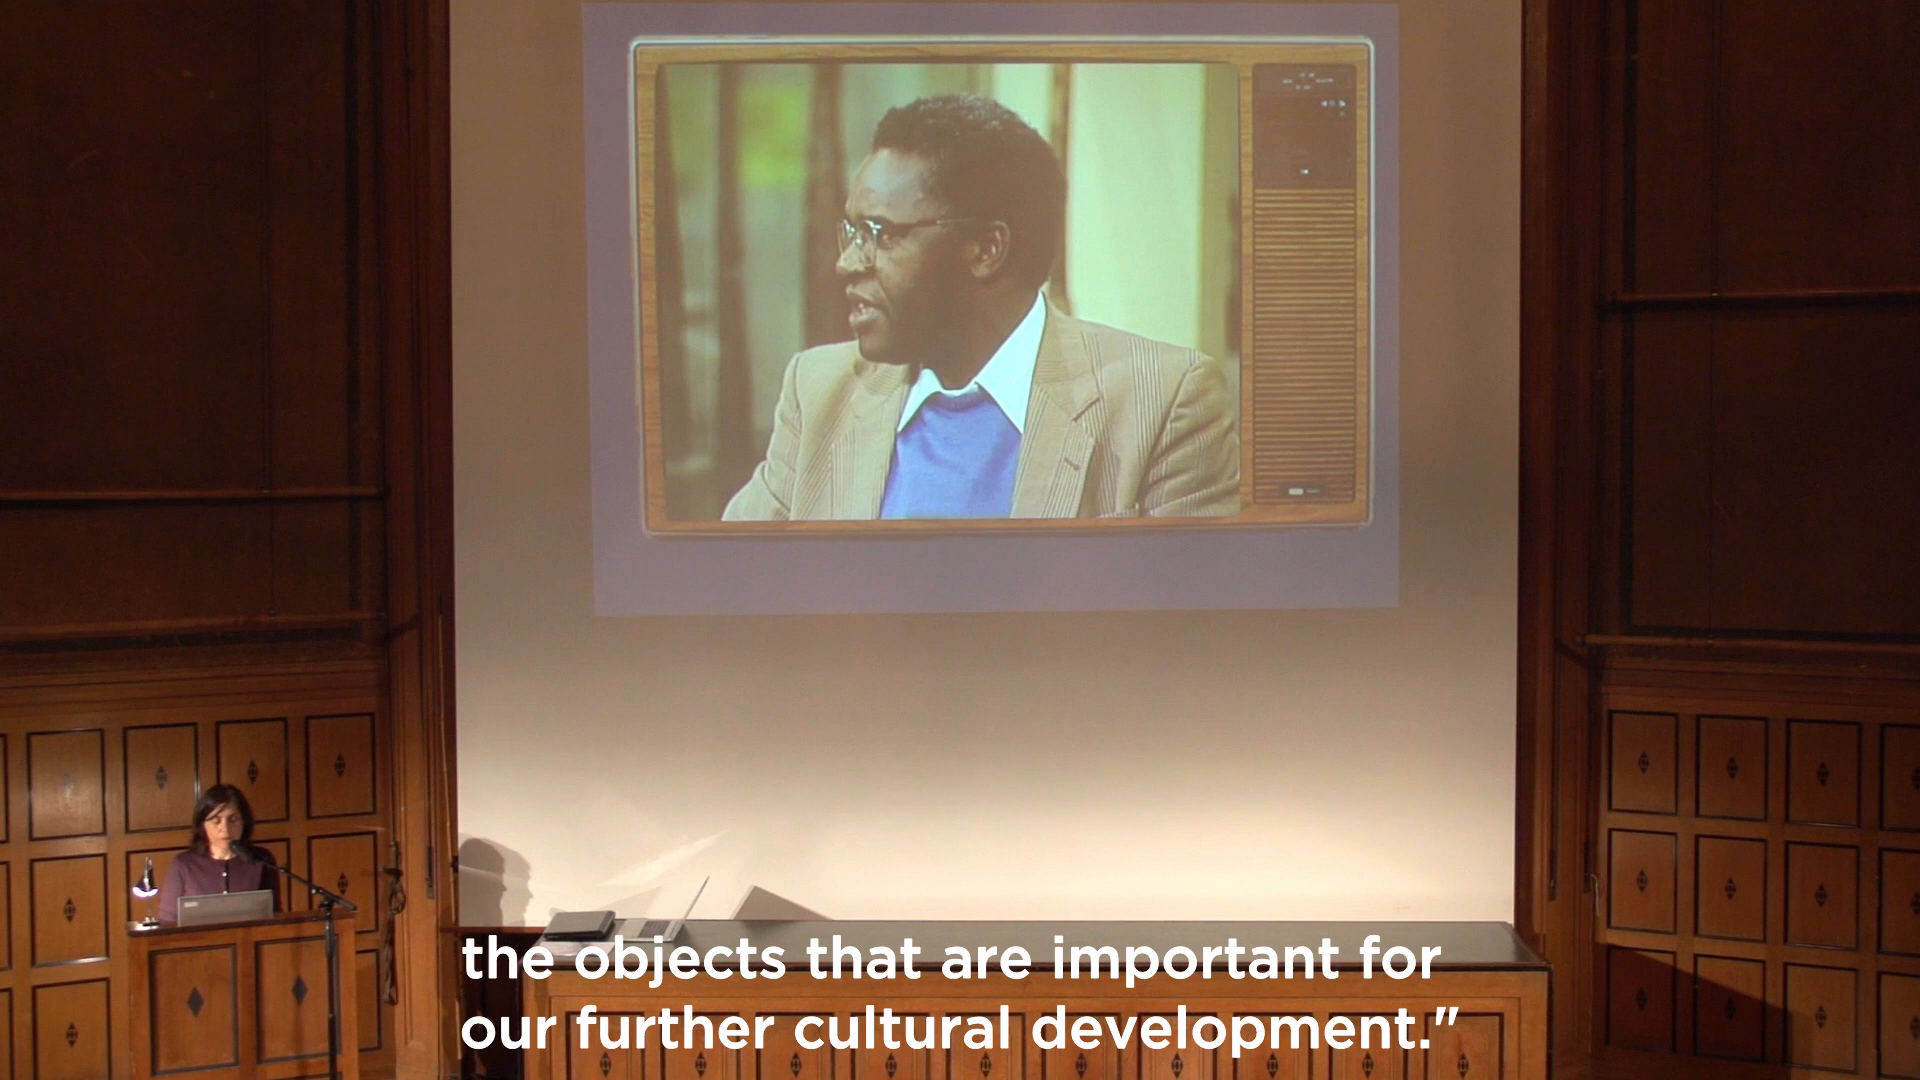 the objects that are important for
our further cultural development."